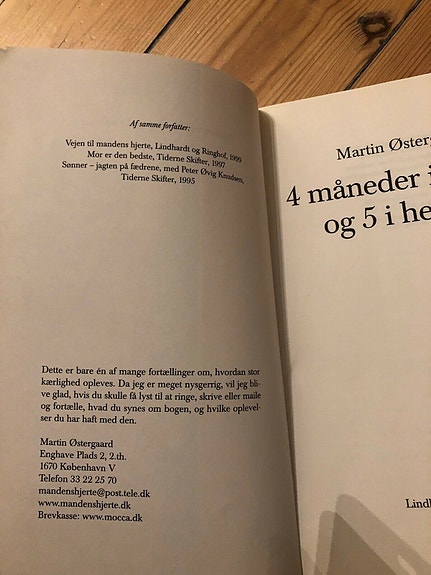 Af samme forfatter:
Vejen til mandens hjerte, Lindhardt og Ringhof, 1999
Mor er den bedste, Tiderne Skifter, 1997
Sønner – jagten på fædrene, med Peter Øvig Knudsen,
Tiderne Skifter, 1995
Dette er bare én af mange fortællinger om, hvordan stor
kærlighed opleves. Da jeg er meget nysgerrig, vil jeg bli-
ve glad, hvis du skulle få lyst til at ringe, skrive eller maile
og fortælle, hvad du synes om bogen, og hvilke oplevel-
ser du har haft med den.
Martin Østergaard
Enghave Plads 2, 2.th.
1670 København V
Telefon 33 22 25 70
mandenshjerte@post.tele.dk
www.mandenshjerte.dk
Brevkasse: www.mocca.dk
Martin Østerg
4 måneder i
og 5 i he
Lindh